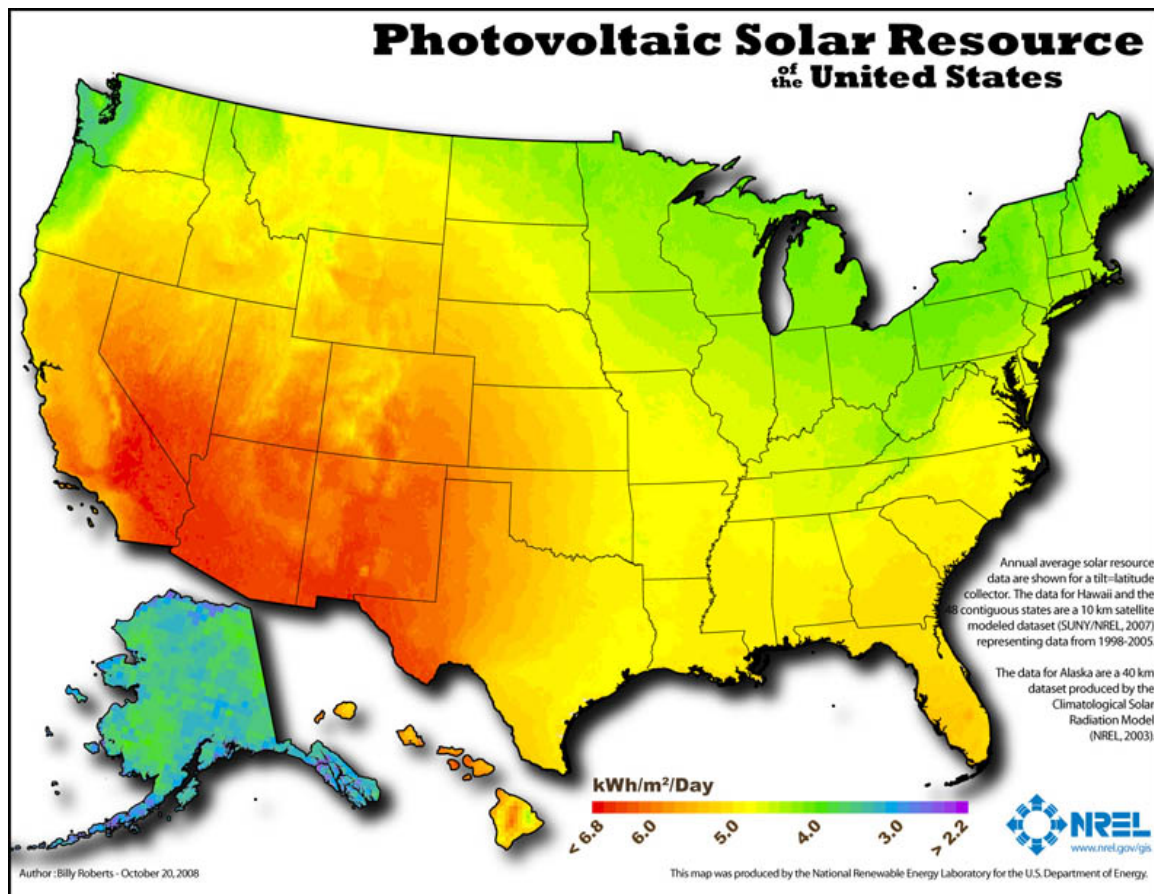 Photovoltaic Solar Resource
of the United States
Annual average solar resource
data are shown for a tilt=latitude
collector. The data for Hawaii and the
48 contiguous states are a 10 km satellite
modeled dataset (SUNY/NREL, 2007)
representing data from 1998-2005.
The data for Alaska are a 40 km
dataset produced by the
Climatological Solar
Radiation Model
(NREL, 2003).
kWh/m²/Day
< 6.8 6.0 5.0 4.0 3.0 > 2.2
NREL
www.nrel.gov/gis
Author : Billy Roberts - October 20, 2008
This map was produced by the National Renewable Energy Laboratory for the U.S. Department of Energy.